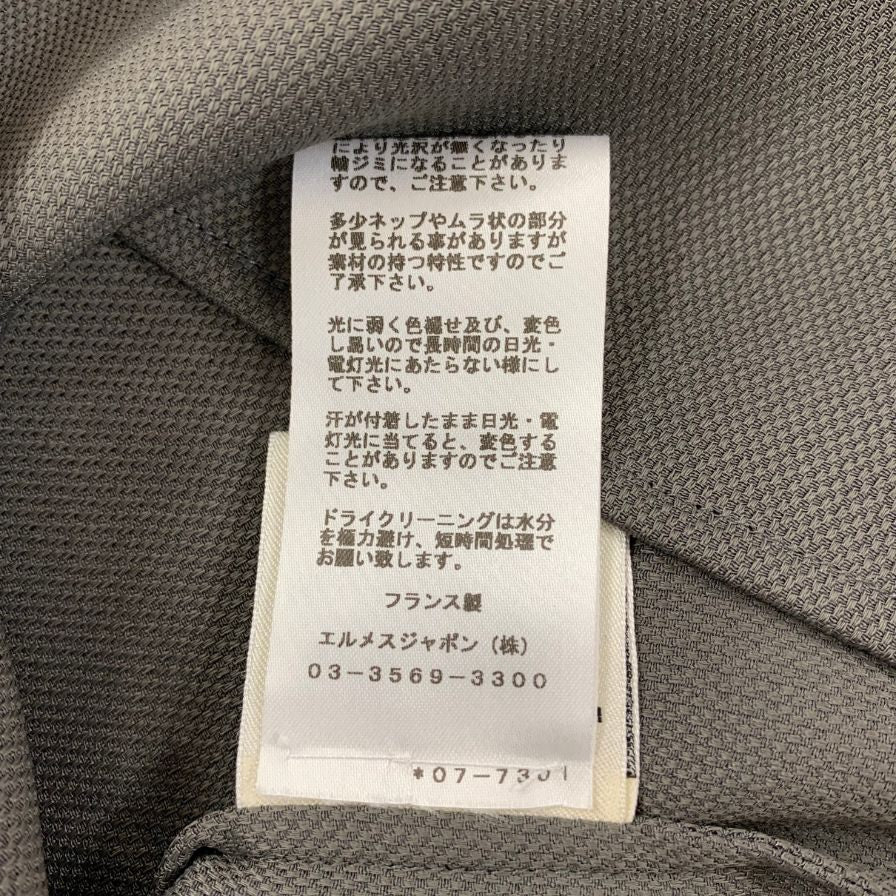 により光沢が無くなったり
輪ジミになることがありま
すので、ご注意下さい。
多少ネップやムラ状の部分
が見られる事がありますが
素材の持つ特性ですのでご
了承下さい。
光に弱く色褪せ及び、変色
し易いので長時間の日光・
電灯光にあたらない様にし
て下さい。
汗が付着したまま日光・電
灯光に当てると、変色する
ことがありますのでご注意
下さい。
ドライクリーニングは水分
を極力避け、短時間処理で
お願い致します。
フランス製
エルメスジャポン(株)
03-3569-3300
*07-7301